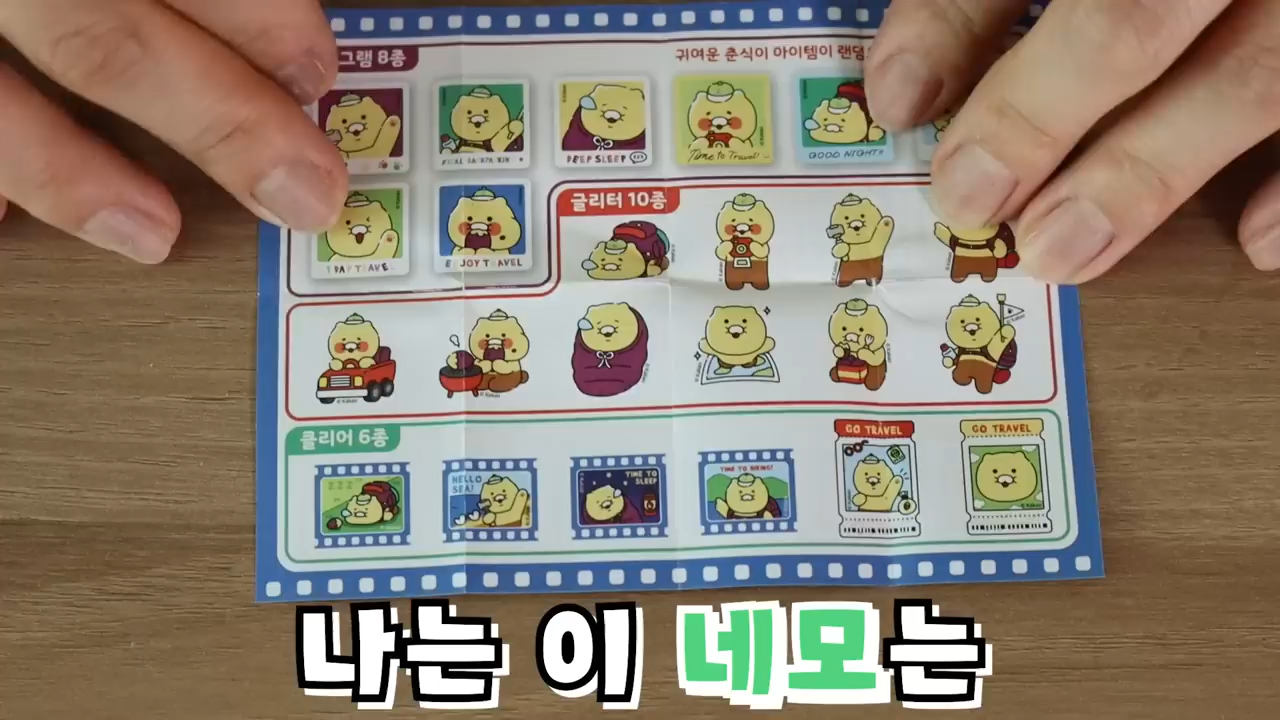 그램 8종
귀여운 춘식이 아이템이 랜덤
DEEP SLEEP
Time to Travel!
GOOD NIGHT!!
ENJOY TRAVEL
글리터 10종
클리어 6종
ZZZ
HELLO SEA!
TIME TO SLEEP
TIME TO HIKING!
GO TRAVEL
GO TRAVEL
나는 이 네모는